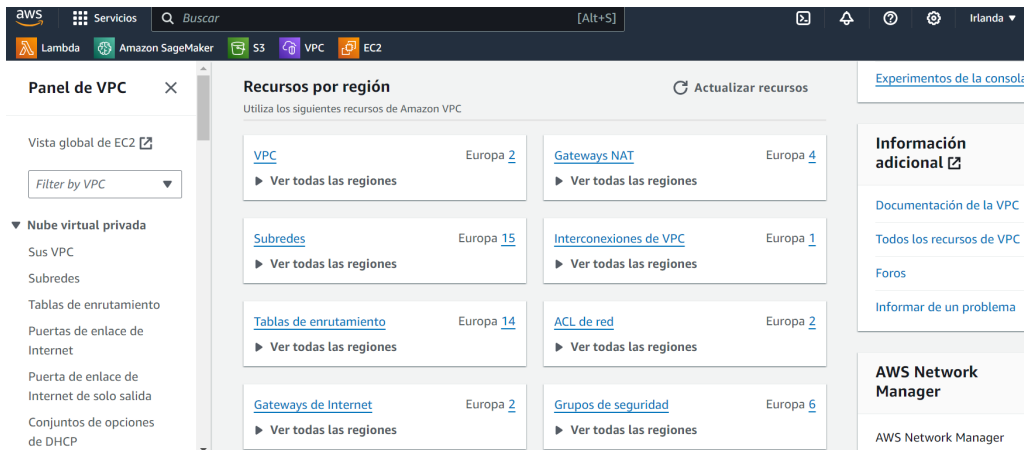 aws
Servicios
Buscar
[Alt+S]
Irlanda
Lambda
Amazon SageMaker
S3
VPC
EC2
Panel de VPC
Vista global de EC2
Filter by VPC
Nube virtual privada
Sus VPC
Subredes
Tablas de enrutamiento
Puertas de enlace de
Internet
Puerta de enlace de
Internet de solo salida
Conjuntos de opciones
de DHCP
Recursos por región
Actualizar recursos
Utiliza los siguientes recursos de Amazon VPC
VPC
Europa 2
Ver todas las regiones
Gateways NAT
Europa 4
Ver todas las regiones
Subredes
Europa 15
Ver todas las regiones
Interconexiones de VPC
Europa 1
Ver todas las regiones
Tablas de enrutamiento
Europa 14
Ver todas las regiones
ACL de red
Europa 2
Ver todas las regiones
Gateways de Internet
Europa 2
Ver todas las regiones
Grupos de seguridad
Europa 6
Ver todas las regiones
Experimentos de la consola
Información
adicional
Documentación de la VPC
Todos los recursos de VPC
Foros
Informar de un problema
AWS Network
Manager
AWS Network Manager